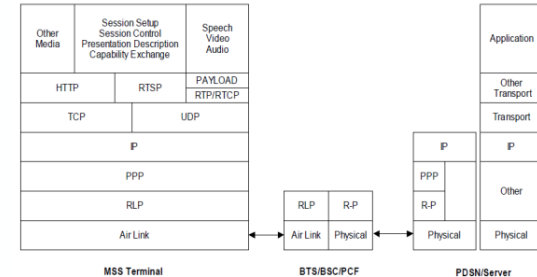 Other
Media
Session Setup
Session Control
Presentation Description
Capability Exchange
Speech
Video
Audio
HTTP
RTSP
PAYLOAD
RTP/RTCP
TCP
UDP
IP
PPP
RLP
Air Link
MSS Terminal
RLP
R-P
Air Link
Physical
BTS/BSC/PCF
IP
PPP
R-P
Physical
Application
Other
Transport
Transport
IP
Other
Physical
PDSN/Server